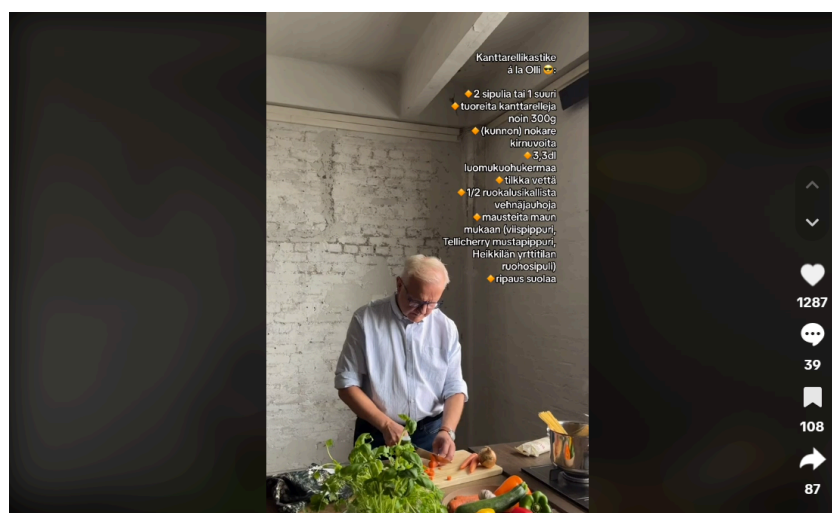 Kanttarellikastike
á la Olli 😎:
🔸2 sipulia tai 1 suuri
🔸tuoreita kanttarelleja
noin 300g
🔸(kunnon) nokare
kirnuvoita
🔸3,3dl
luomukuohukermaa
🔸tilkka vettä
🔸1/2 ruokalusikallista
vehnäjauhoja
🔸mausteita maun
mukaan (viispippuri,
Tellicherry mustapippuri,
Heikkilän yrttitilan
ruohosipuli)
🔸ripaus suolaa
1287
39
108
87